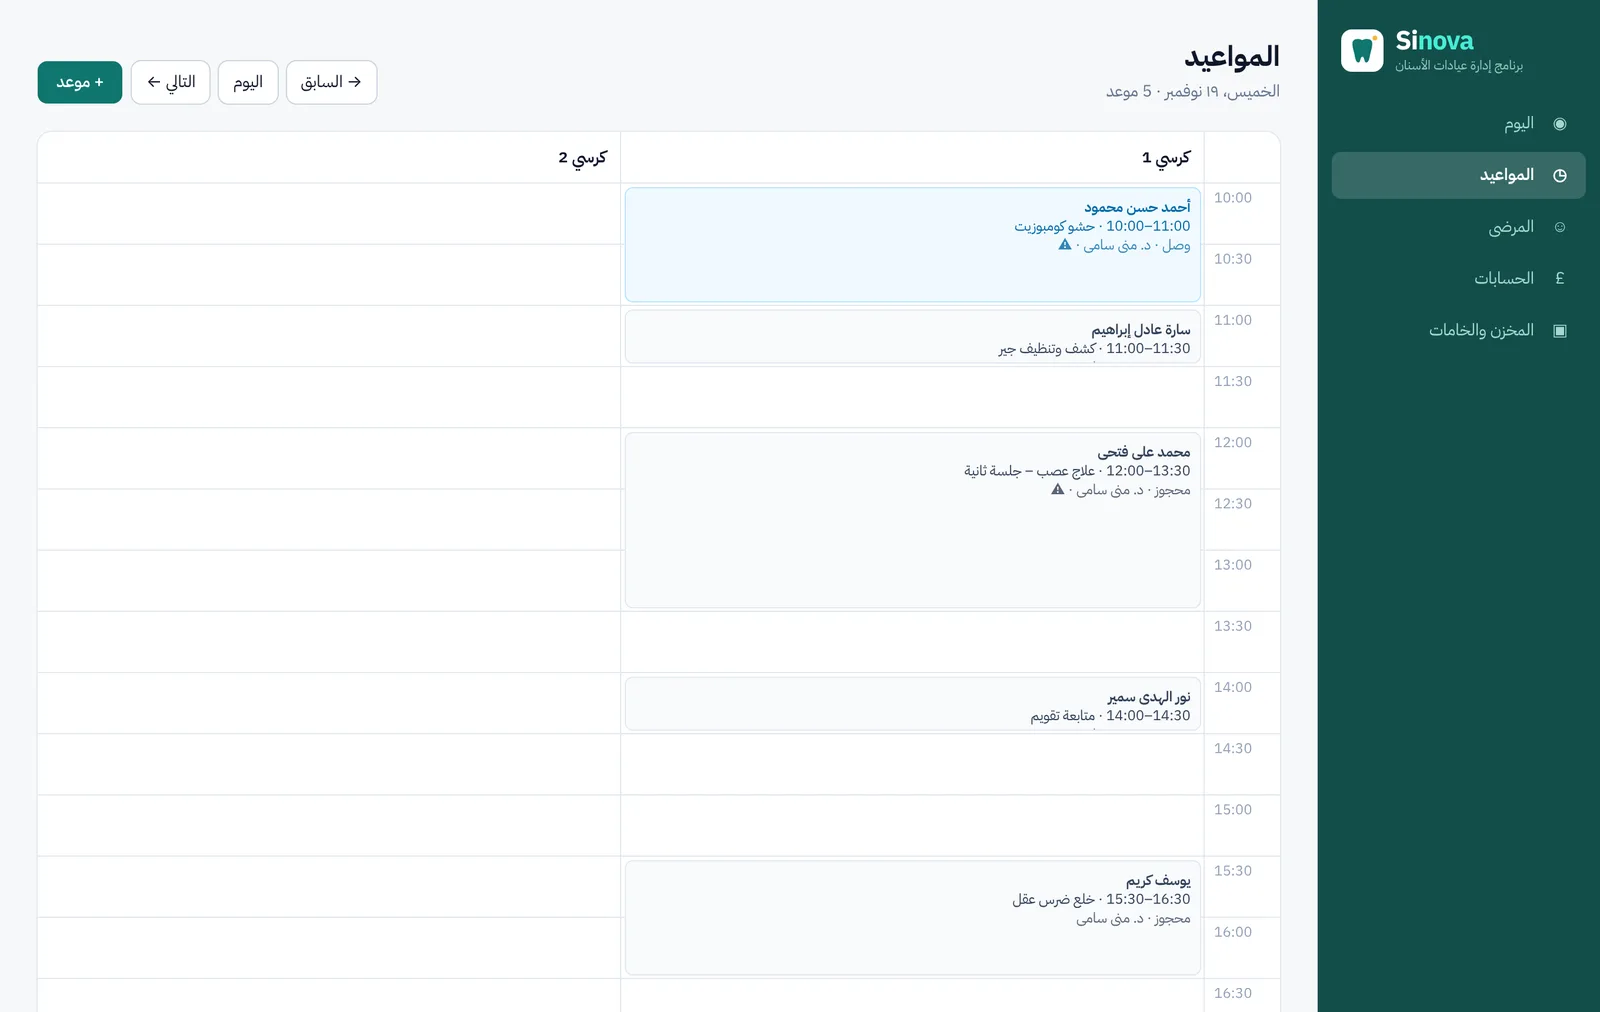 Sinova
برنامج إدارة عيادات الأسنان
اليوم
المواعيد
المرضى
£ الحسابات
المخزن والخامات
المواعيد
الخميس، ١٩ نوفمبر · 5 موعد
→ السابق
اليوم
التالي ←
+ موعد
كرسي 1
كرسي 2
10:00
أحمد حسن محمود
10:00–11:00 · حشو كومبوزيت
وصل · د. منى سامى · ⚠
10:30
11:00
سارة عادل إبراهيم
11:00–11:30 · كشف وتنظيف جير
11:30
12:00
محمد على فتحى
12:00–13:30 · علاج عصب – جلسة ثانية
محجوز · د. منى سامى · ⚠
12:30
13:00
13:30
14:00
نور الهدى سمير
14:00–14:30 · متابعة تقويم
14:30
15:00
15:30
يوسف كريم
15:30–16:30 · خلع ضرس عقل
محجوز · د. منى سامى
16:00
16:30